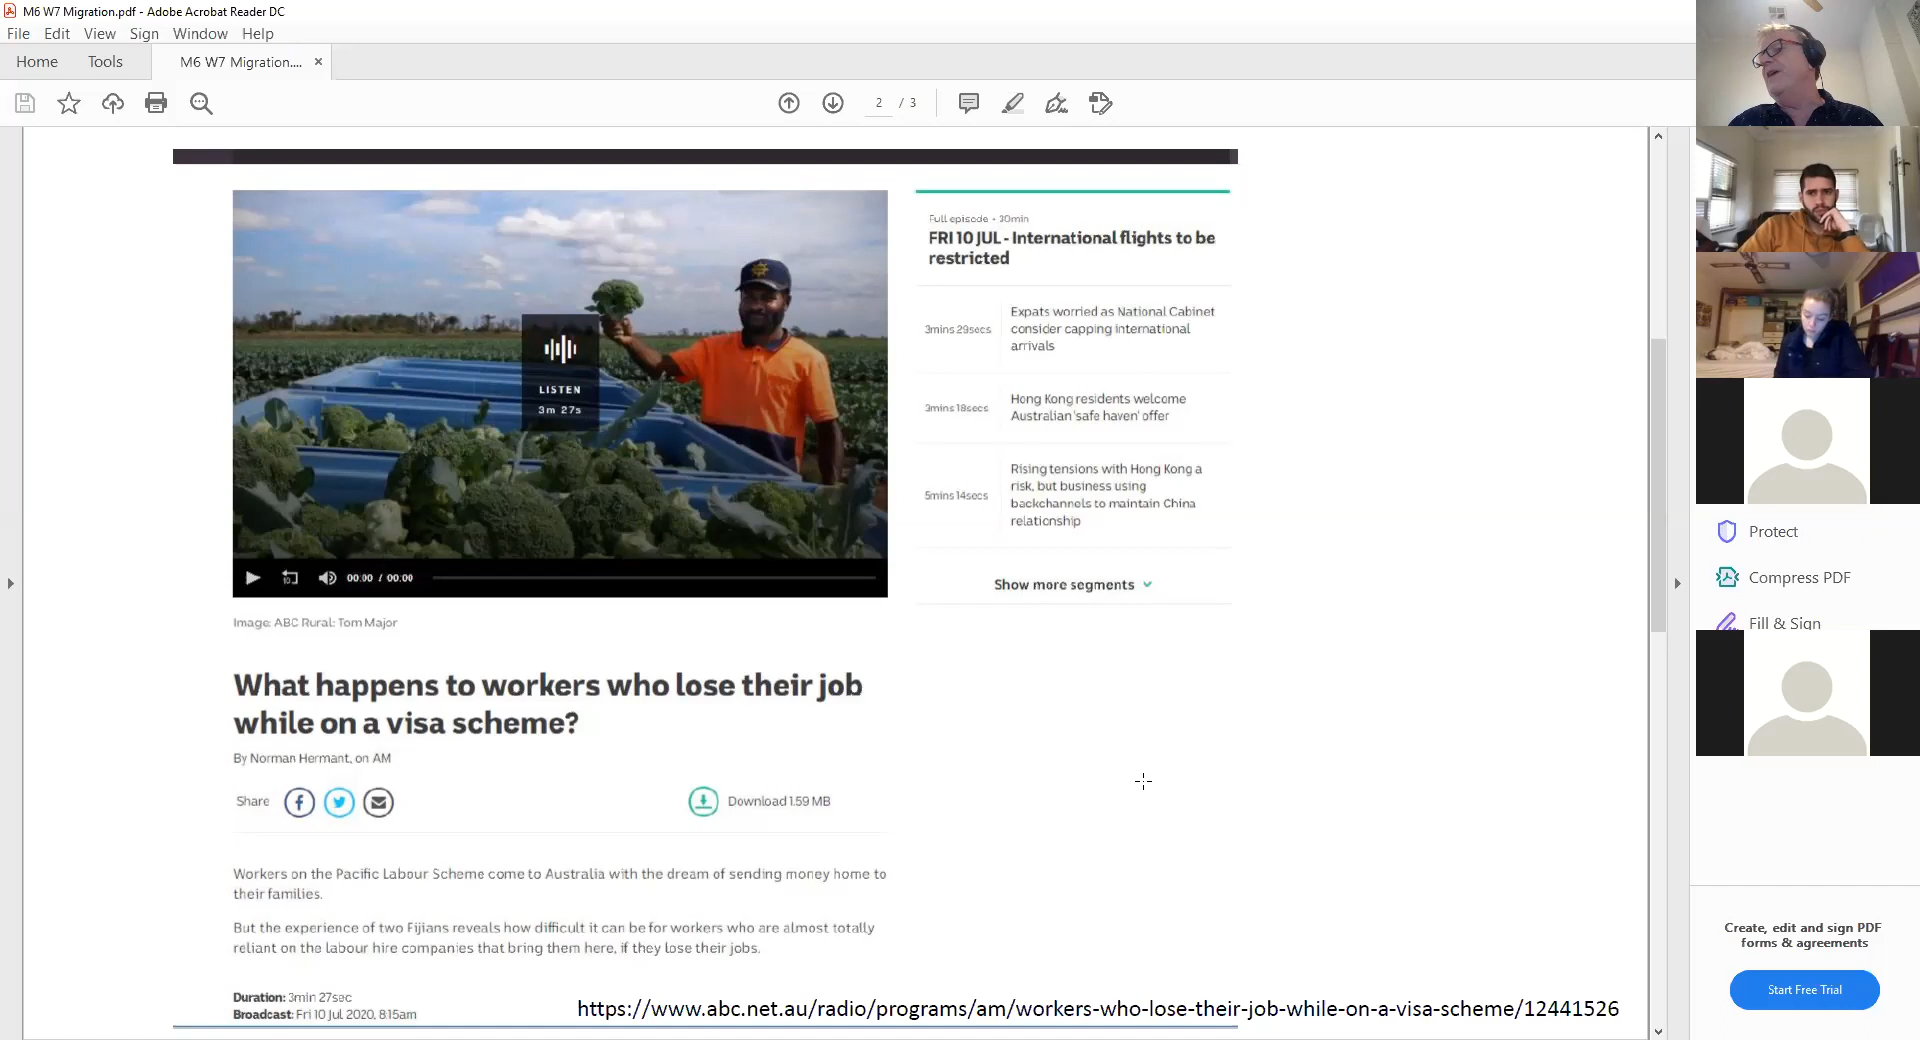 M6 W7 Migration.pdf - Adobe Acrobat Reader DC
File Edit View Sign Window Help
Home Tools M6 W7 Migration.... ×
2 / 3
Full episode • 30min
FRI 10 JUL - International flights to be
restricted
3mins 29secs
Expats worried as National Cabinet
consider capping international
arrivals
3mins 18secs
Hong Kong residents welcome
Australian 'safe haven' offer
5mins 14secs
Rising tensions with Hong Kong a
risk, but business using
backchannels to maintain China
relationship
Show more segments
LISTEN
3m 27s
10
00:00 / 00:00
Image: ABC Rural: Tom Major
What happens to workers who lose their job
while on a visa scheme?
By Norman Hermant, on AM
Share
Download 1.59 MB
Workers on the Pacific Labour Scheme come to Australia with the dream of sending money home to
their families.
But the experience of two Fijians reveals how difficult it can be for workers who are almost totally
reliant on the labour hire companies that bring them here, if they lose their jobs.
Duration: 3min 27sec
Broadcast: Fri 10 Jul 2020, 8:15am
https://www.abc.net.au/radio/programs/am/workers-who-lose-their-job-while-on-a-visa-scheme/12441526
Protect
Compress PDF
Fill & Sign
Create, edit and sign PDF
forms & agreements
Start Free Trial